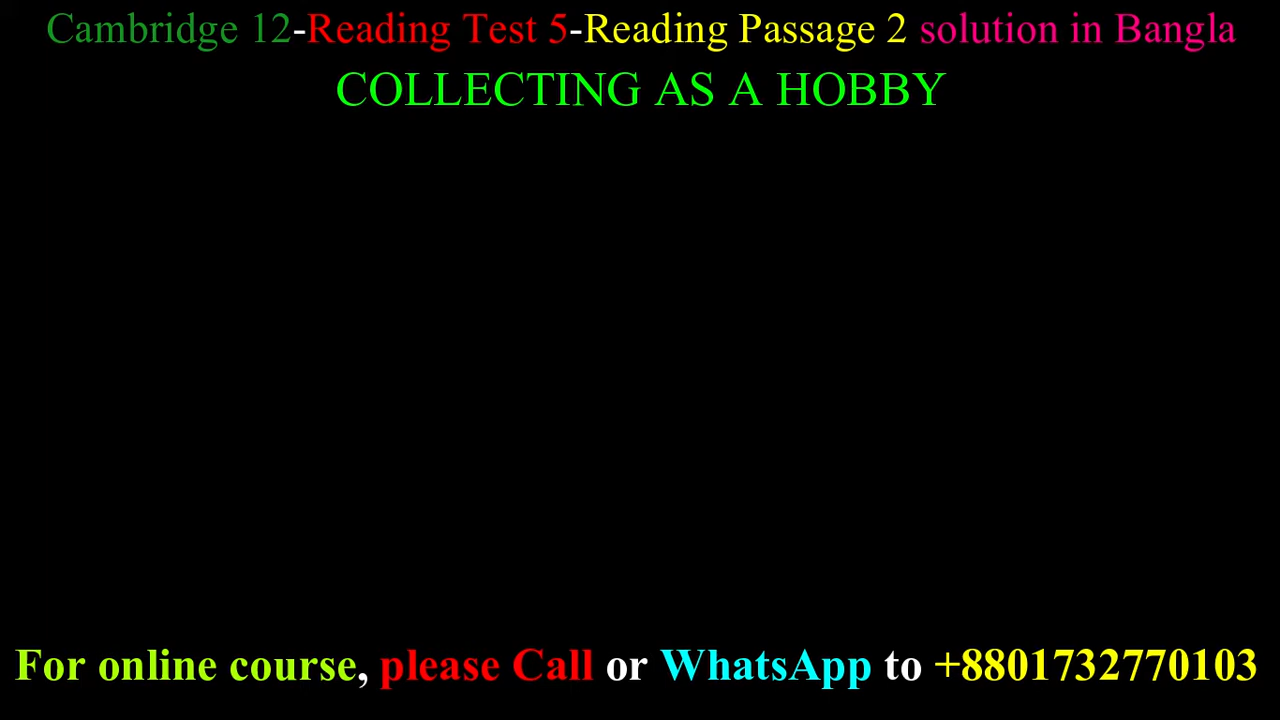 Cambridge 12-Reading Test 5-Reading Passage 2 solution in Bangla
COLLECTING AS A HOBBY
For online course, please Call or WhatsApp to +8801732770103